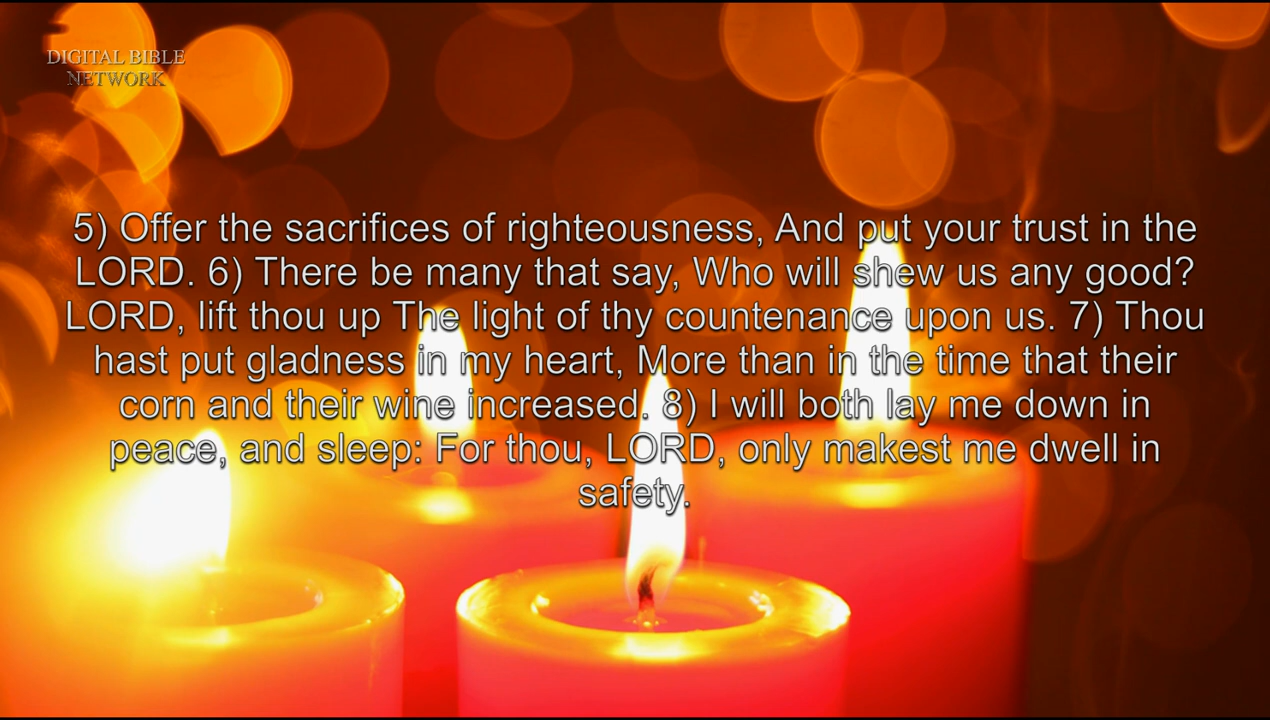 DIGITAL BIBLE
NETWORK
5) Offer the sacrifices of righteousness, And put your trust in the
LORD. 6) There be many that say, Who will shew us any good?
LORD, lift thou up The light of thy countenance upon us. 7) Thou
hast put gladness in my heart, More than in the time that their
corn and their wine increased. 8) I will both lay me down in
peace, and sleep: For thou, LORD, only makest me dwell in
safety.